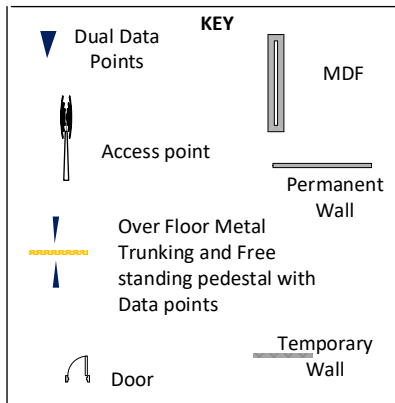 KEY
Dual Data
Points
MDF
Access point
Permanent
Wall
Over Floor Metal
Trunking and Free
standing pedestal with
Data points
Temporary
Wall
Door